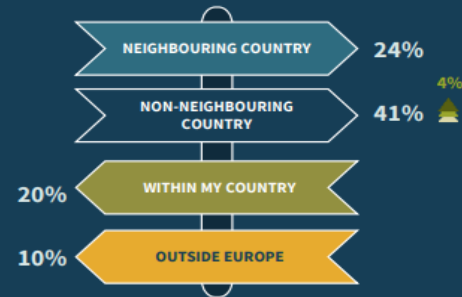 NEIGHBOURING COUNTRY
24%
4%
NON-NEIGHBOURING
COUNTRY
41%
WITHIN MY COUNTRY
20%
OUTSIDE EUROPE
10%